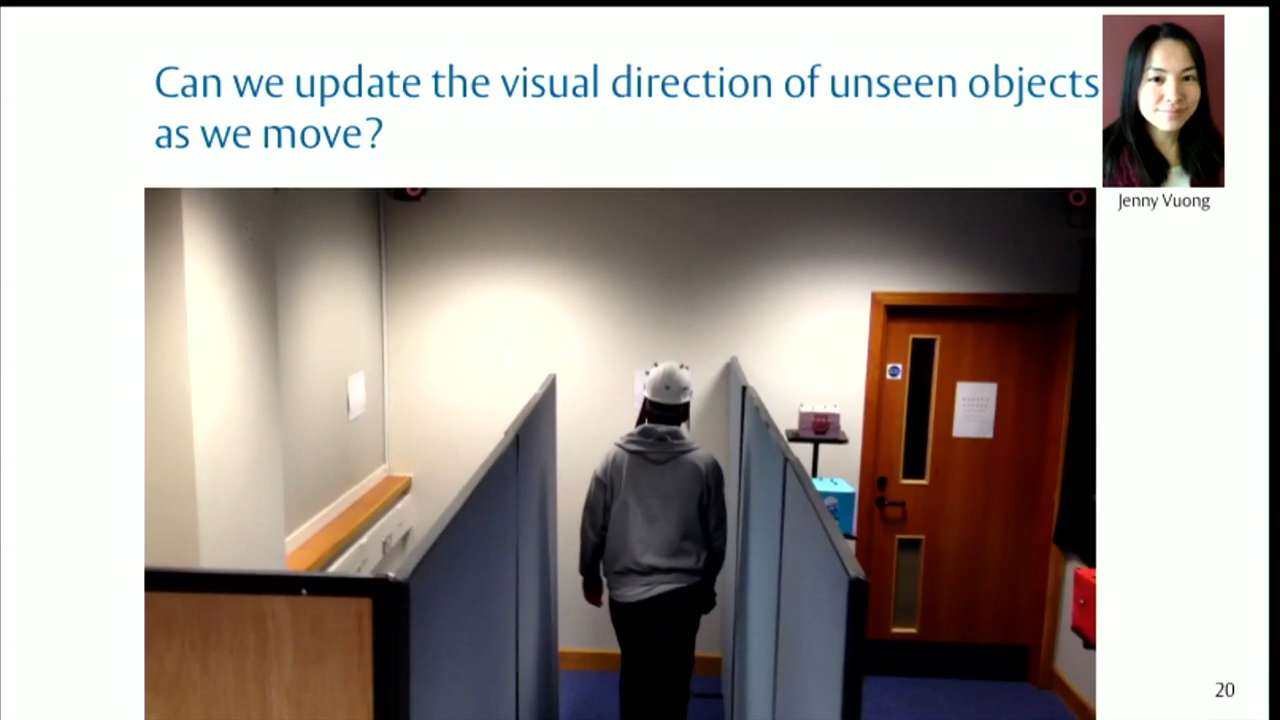 Can we update the visual direction of unseen objects
as we move?
Jenny Vuong
20